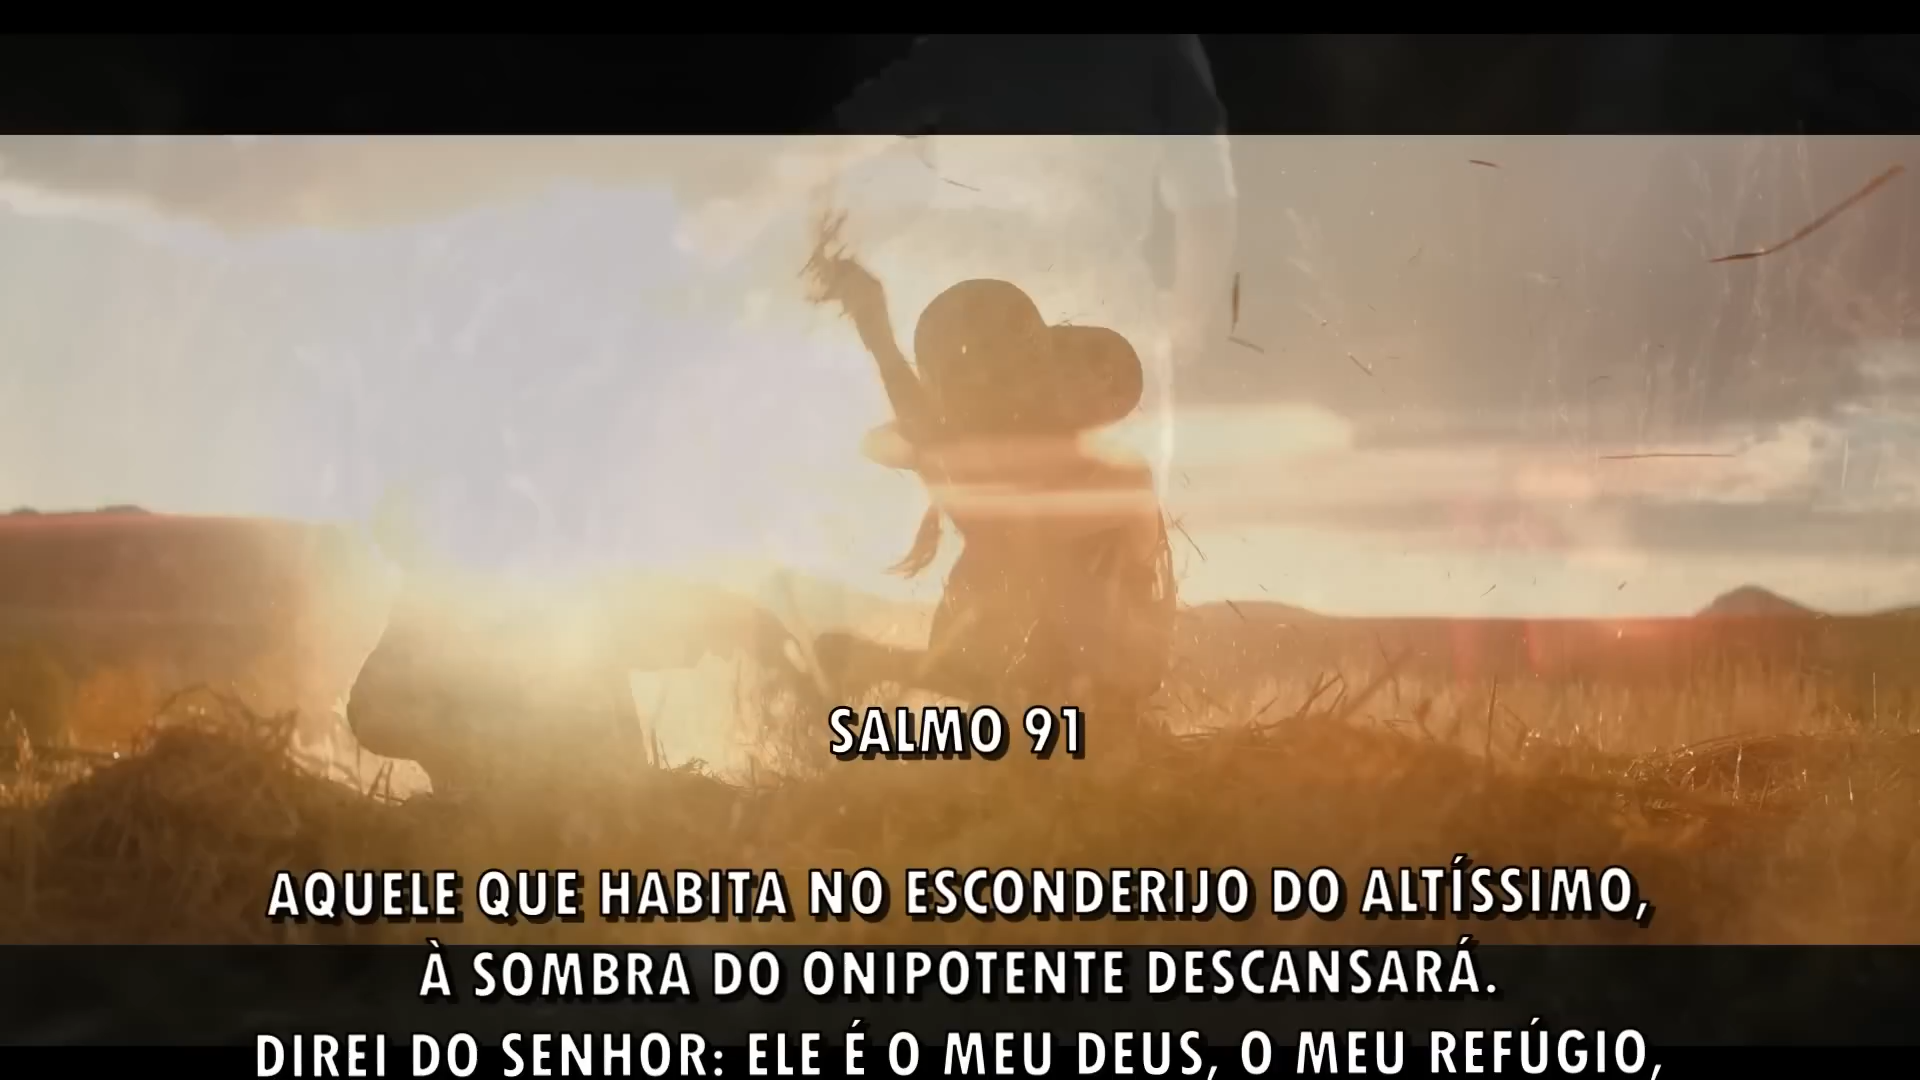 SALMO 91
AQUELE QUE HABITA NO ESCONDERIJO DO ALTÍSSIMO,
À SOMBRA DO ONIPOTENTE DESCANSARÁ.
DIREI DO SENHOR: ELE É O MEU DEUS, O MEU REFÚGIO,